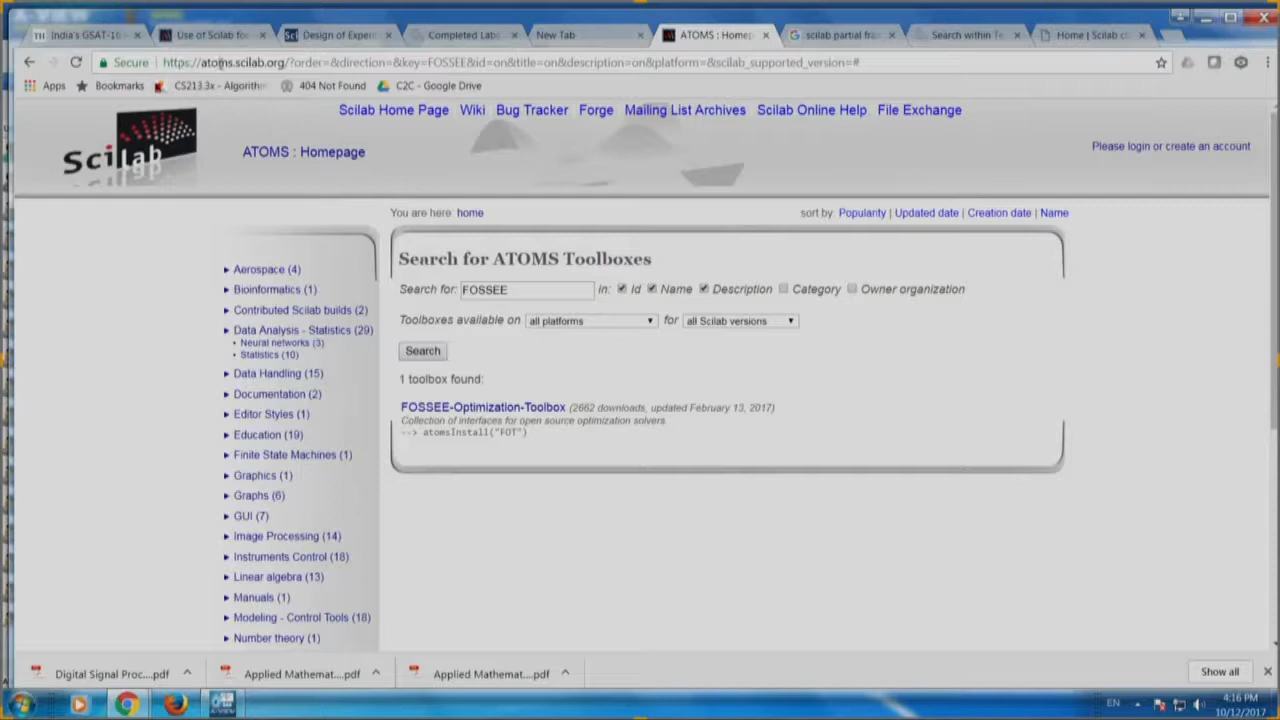 India's GSAT-16
Use of Scilab for
Design of Experi
Completed Labs
New Tab
ATOMS : Homep
scilab partial fra
Search within Te
Home | Scilab c
Secure
https://atoms.scilab.org/?order=&direction=&key=FOSSEE&id=on&title=on&description=on&platform=&scilab_supported_version=#
Apps
Bookmarks
CS213.3x - Algorithm
404 Not Found
C2C - Google Drive
Scilab Home Page Wiki Bug Tracker Forge Mailing List Archives Scilab Online Help File Exchange
Scilab
ATOMS : Homepage
Please login or create an account
You are here: home
sort by: Popularity | Updated date | Creation date | Name
Aerospace (4)
Bioinformatics (1)
Contributed Scilab builds (2)
Data Analysis - Statistics (29)
Neural networks (3)
Statistics (10)
Data Handling (15)
Documentation (2)
Editor Styles (1)
Education (19)
Finite State Machines (1)
Graphics (1)
Graphs (6)
GUI (7)
Image Processing (14)
Instruments Control (18)
Linear algebra (13)
Manuals (1)
Modeling - Control Tools (18)
Number theory (1)
Search for ATOMS Toolboxes
Search for: FOSSEE in: Id Name Description Category Owner organization
Toolboxes available on all platforms for all Scilab versions
Search
1 toolbox found:
FOSSEE-Optimization-Toolbox (2662 downloads, updated February 13, 2017)
Collection of interfaces for open source optimization solvers
--> atomsInstall("FOT")
Digital Signal Proc....pdf
Applied Mathemat....pdf
Applied Mathemat....pdf
Show all
EN
4:16 PM
10/12/2017